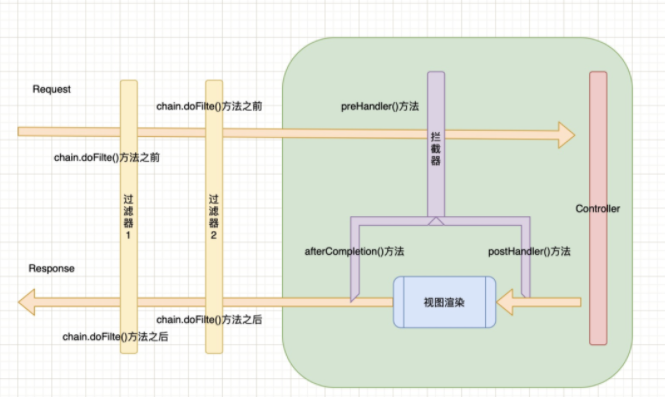 Request
chain.doFilte()方法之前
preHandler()方法
chain.doFilte()方法之前
拦截器
过滤器1
过滤器2
Controller
afterCompletion()方法
postHandler()方法
Response
视图渲染
chain.doFilte()方法之后
chain.doFilte()方法之后